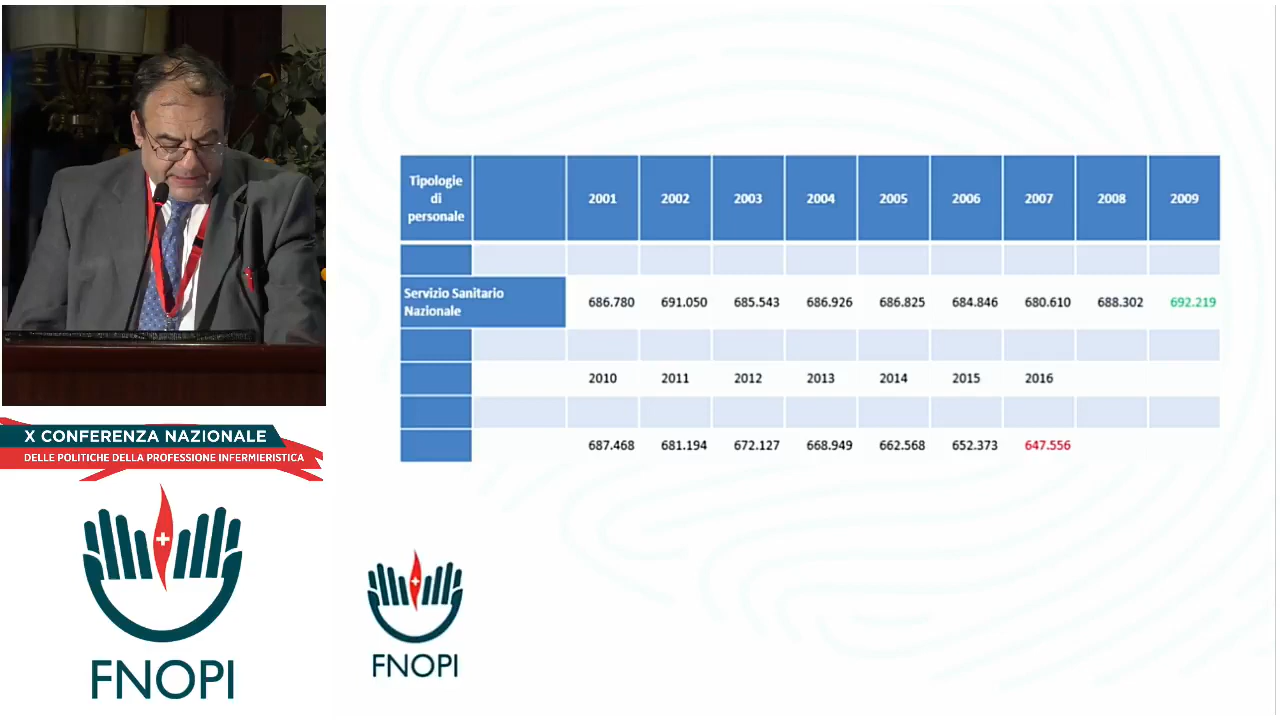 X CONFERENZA NAZIONALE
DELLE POLITICHE DELLA PROFESSIONE INFERMIERISTICA
FNOPI
Tipologie di personale 2001 2002 2003 2004 2005 2006 2007 2008 2009
Servizio Sanitario Nazionale 686.780 691.050 685.543 686.926 686.825 684.846 680.610 688.302 692.219
2010 2011 2012 2013 2014 2015 2016
687.468 681.194 672.127 668.949 662.568 652.373 647.556
FNOPI